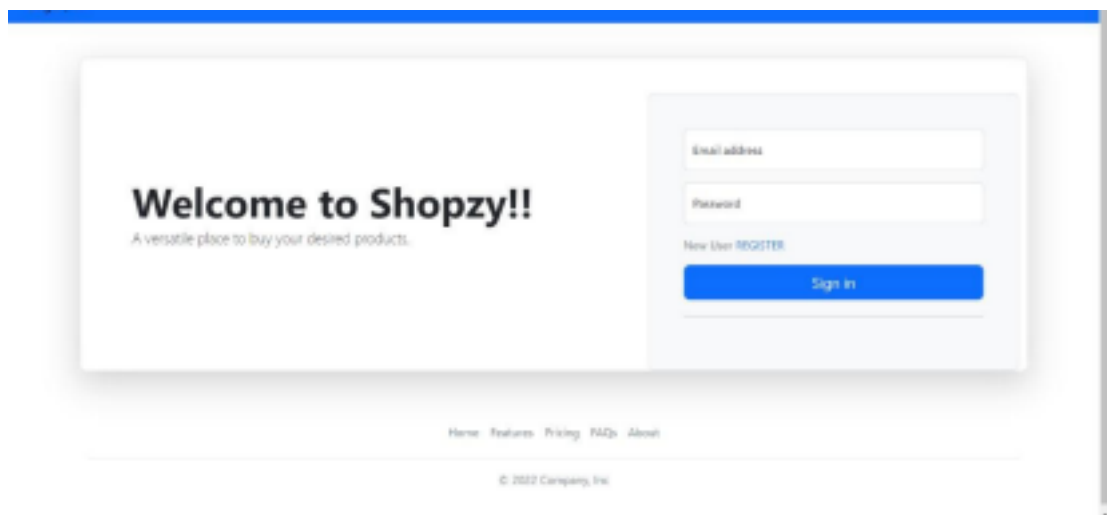 Welcome to Shopzy!!
A versatile place to buy your desired products.
Email address
Password
New User REGISTER
Sign in
Home Features Pricing FAQs About
© 2022 Company, Inc